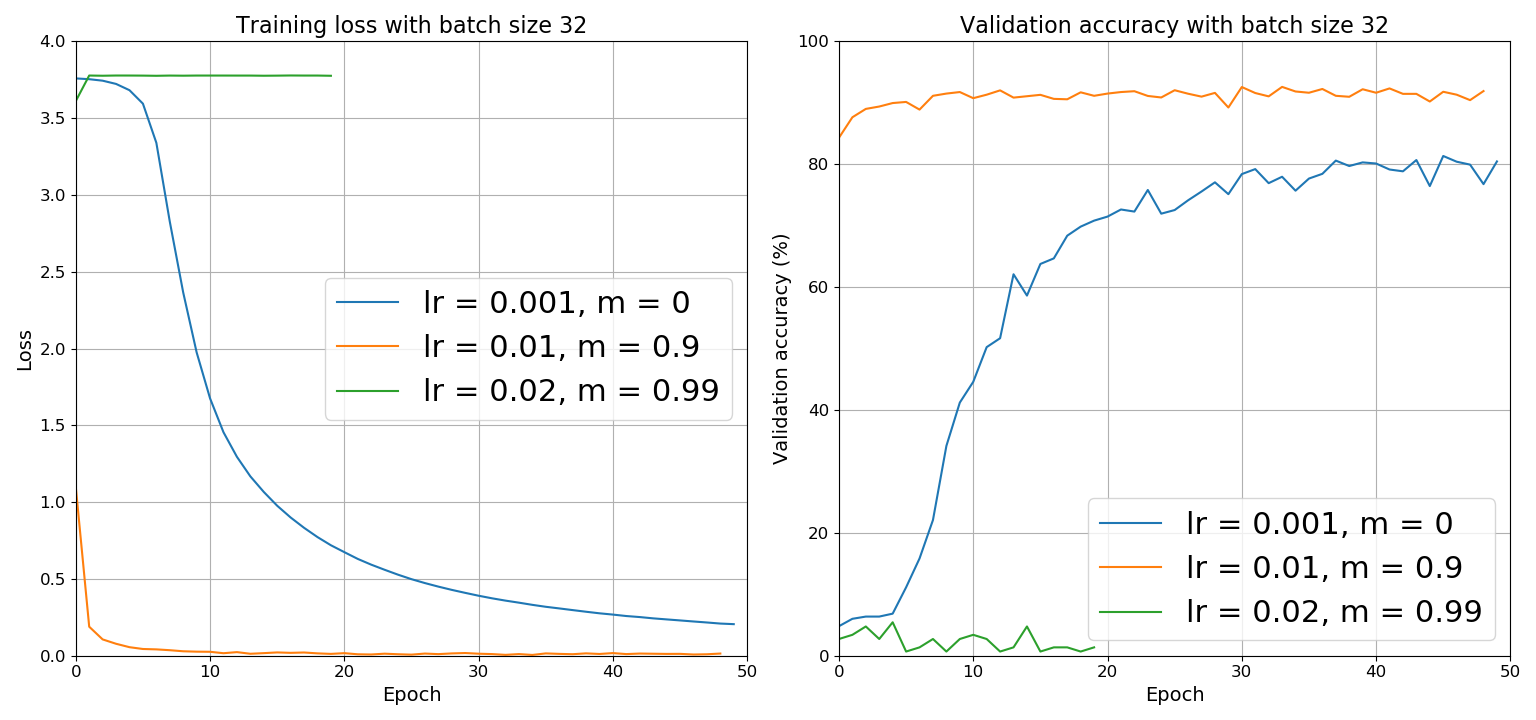 Training loss with batch size 32
4.0
3.5
3.0
2.5
2.0
1.5
1.0
0.5
0.0
Loss
lr = 0.001, m = 0
lr = 0.01, m = 0.9
lr = 0.02, m = 0.99
0 10 20 30 40 50
Epoch
Validation accuracy with batch size 32
100
80
60
40
20
0
Validation accuracy (%)
lr = 0.001, m = 0
lr = 0.01, m = 0.9
lr = 0.02, m = 0.99
0 10 20 30 40 50
Epoch